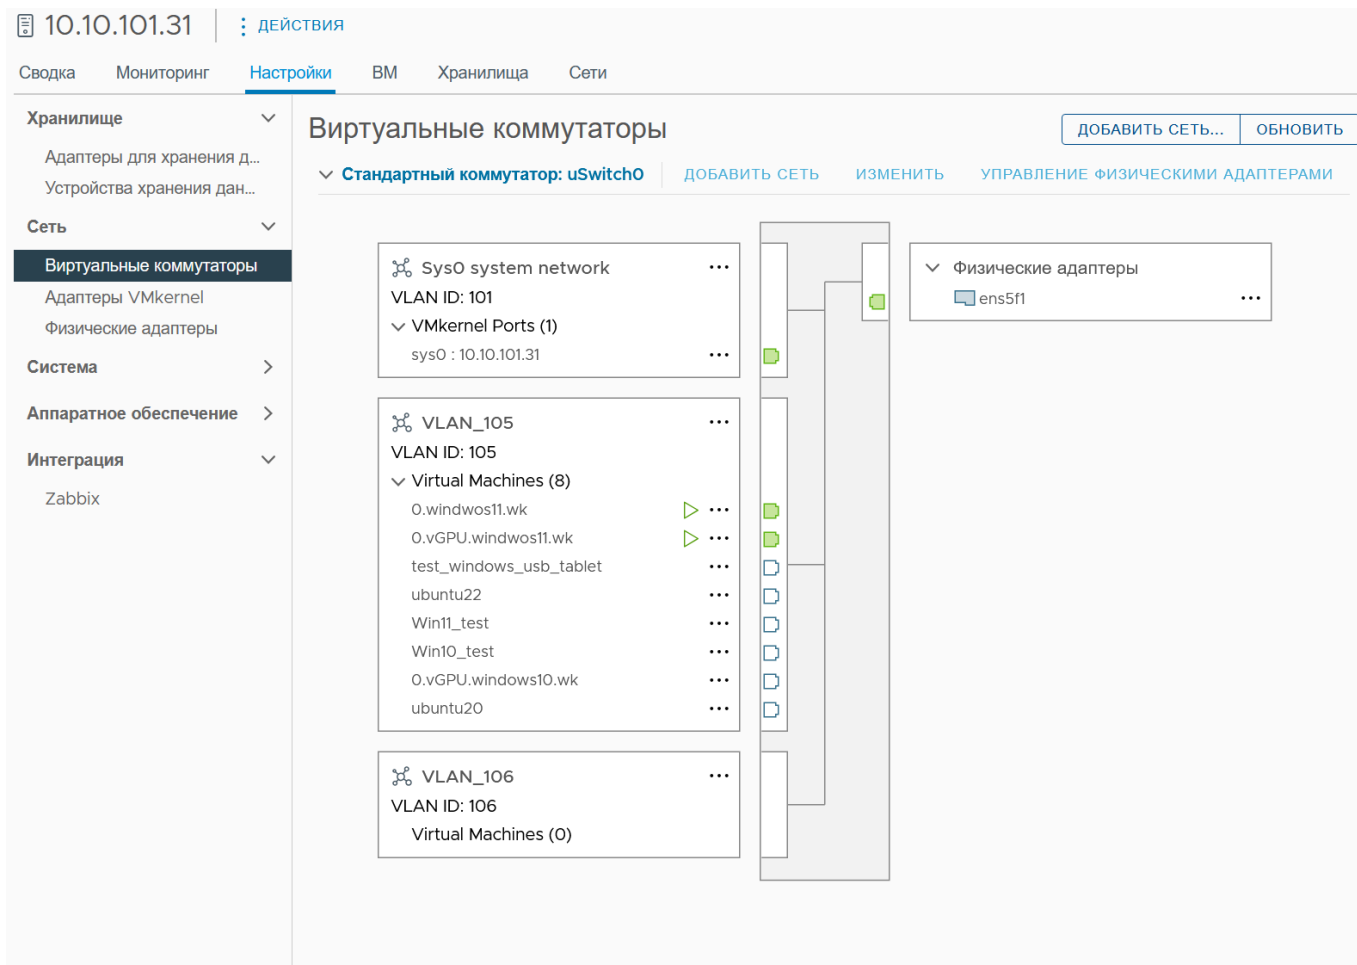 10.10.101.31 ДЕЙСТВИЯ
Сводка Мониторинг Настройки ВМ Хранилища Сети
Хранилище
Адаптеры для хранения д...
Устройства хранения дан...
Сеть
Виртуальные коммутаторы
Адаптеры VMkernel
Физические адаптеры
Система
Аппаратное обеспечение
Интеграция
Zabbix
Виртуальные коммутаторы
ДОБАВИТЬ СЕТЬ... ОБНОВИТЬ
Стандартный коммутатор: uSwitch0 ДОБАВИТЬ СЕТЬ ИЗМЕНИТЬ УПРАВЛЕНИЕ ФИЗИЧЕСКИМИ АДАПТЕРАМИ
Sys0 system network
VLAN ID: 101
VMkernel Ports (1)
sys0 : 10.10.101.31
VLAN_105
VLAN ID: 105
Virtual Machines (8)
0.windwos11.wk
0.vGPU.windwos11.wk
test_windows_usb_tablet
ubuntu22
Win11_test
Win10_test
0.vGPU.windows10.wk
ubuntu20
VLAN_106
VLAN ID: 106
Virtual Machines (0)
Физические адаптеры
ens5f1